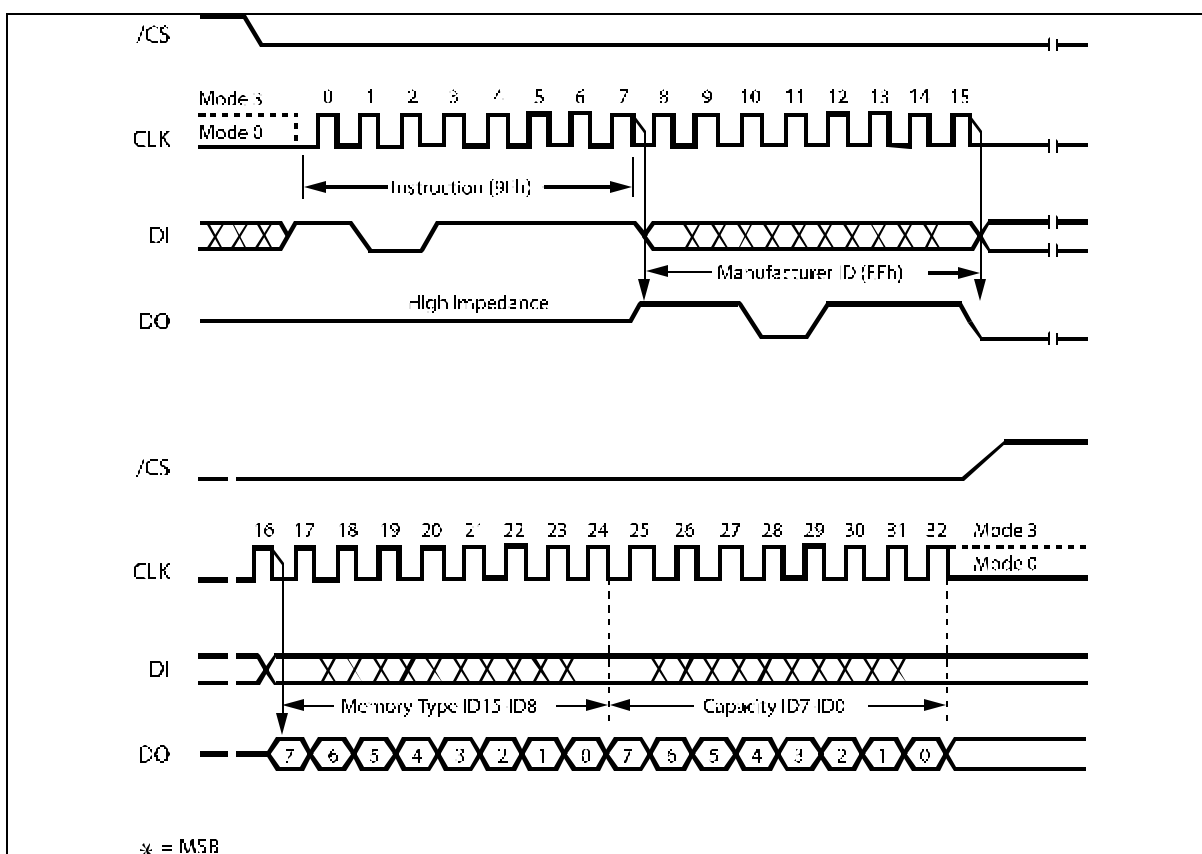 /CS
Mode 3
0 1 2 3 4 5 6 7 8 9 10 11 12 13 14 15
CLK
Mode 0
Instruction (9Fh)
DI
Manufacturer ID (EFh)
High Impedance
DO
/CS
16 17 18 19 20 21 22 23 24 25 26 27 28 29 30 31 32
Mode 3
CLK
Mode 0
DI
Memory Type ID15-ID8
Capacity ID7-ID0
DO
7 6 5 4 3 2 1 0 7 6 5 4 3 2 1 0
* = MSB